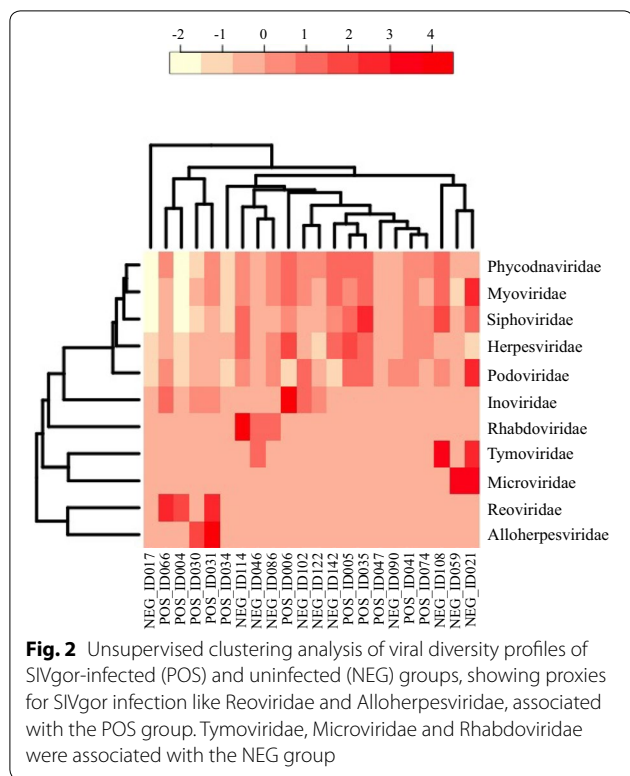 -2 -1 0 1 2 3 4
Phycodnaviridae
Myoviridae
Siphoviridae
Herpesviridae
Podoviridae
Inoviridae
Rhabdoviridae
Tymoviridae
Microviridae
Reoviridae
Alloherpesviridae
NEG_ID017
POS_ID066
POS_ID004
POS_ID030
POS_ID031
POS_ID034
NEG_ID114
NEG_ID046
NEG_ID086
POS_ID006
NEG_ID102
NEG_ID122
NEG_ID142
POS_ID005
POS_ID035
POS_ID047
NEG_ID090
POS_ID041
POS_ID074
NEG_ID108
NEG_ID059
NEG_ID021
Fig. 2 Unsupervised clustering analysis of viral diversity profiles of
SIVgor-infected (POS) and uninfected (NEG) groups, showing proxies
for SIVgor infection like Reoviridae and Alloherpesviridae, associated
with the POS group. Tymoviridae, Microviridae and Rhabdoviridae
were associated with the NEG group